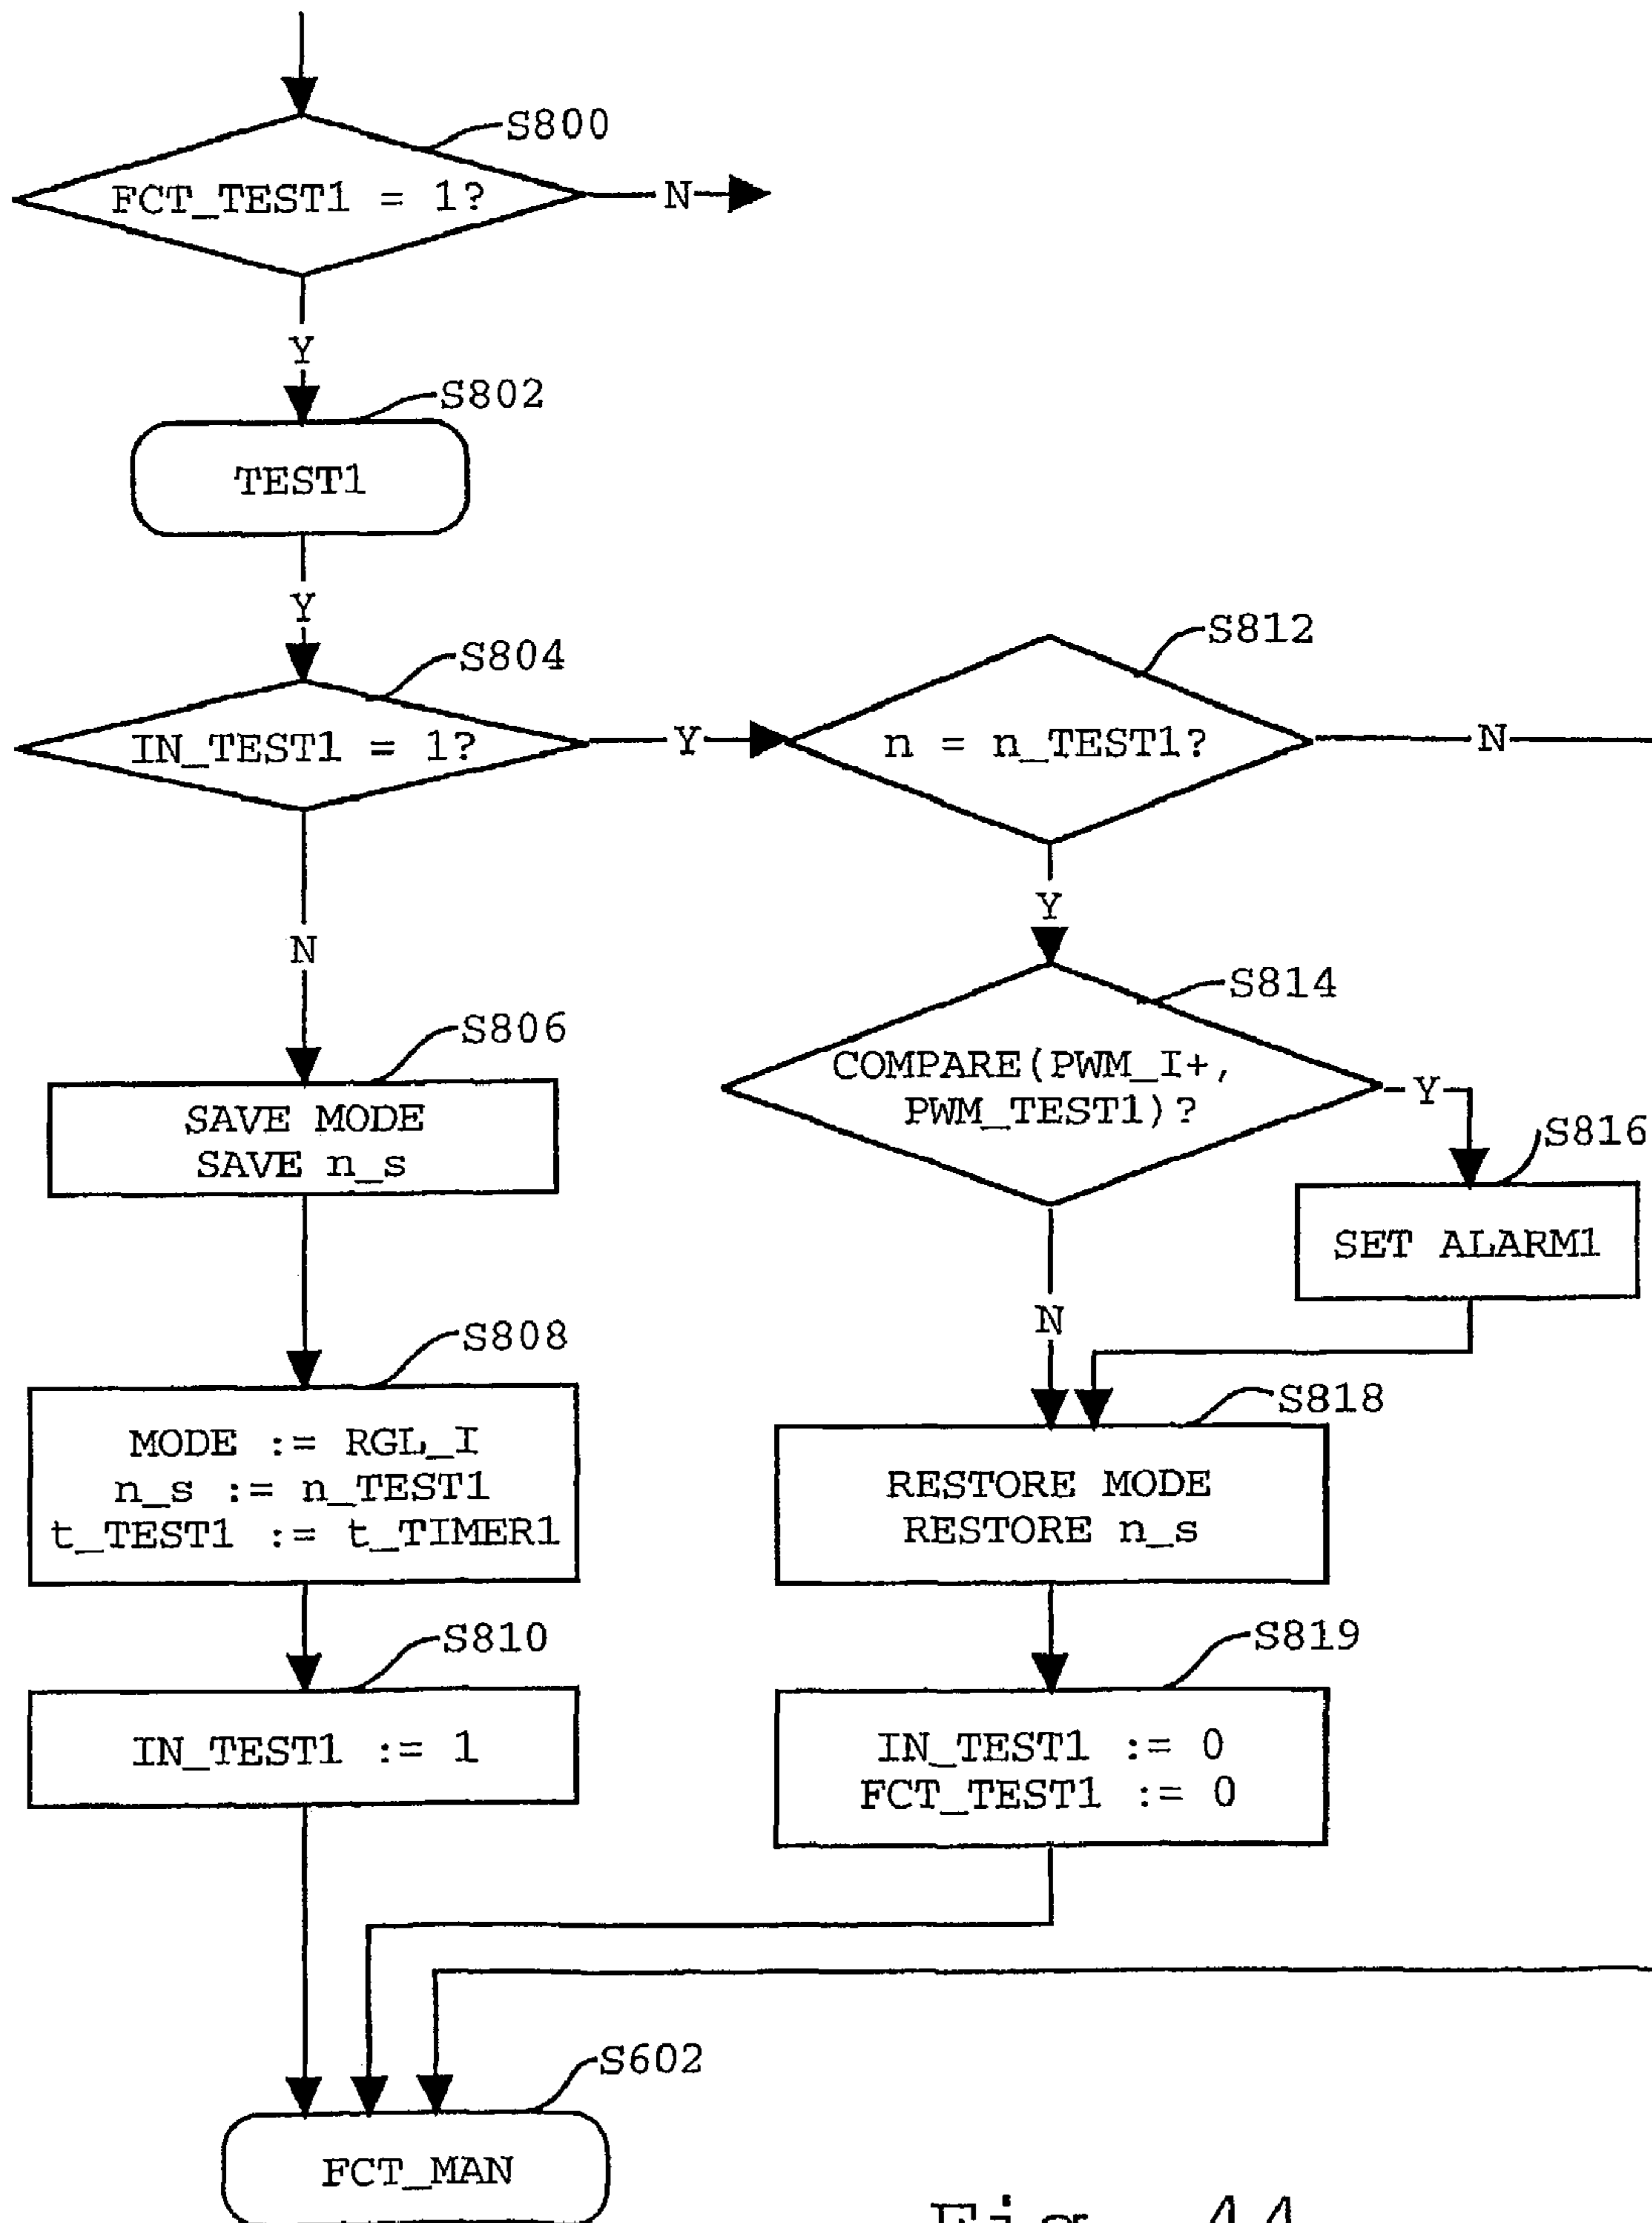 S800
FCT_TEST1 = 1?
N
Y
S802
TEST1
Y
S804
IN_TEST1 = 1?
Y
S812
n = n_TEST1?
N
Y
N
S814
COMPARE(PWM_I+,
PWM_TEST1)?
Y
S806
SAVE MODE
SAVE n_s
S816
SET ALARM1
N
S808
MODE := RGL_I
n_s := n_TEST1
t_TEST1 := t_TIMER1
S818
RESTORE MODE
RESTORE n_s
S810
IN_TEST1 := 1
S819
IN_TEST1 := 0
FCT_TEST1 := 0
S602
FCT_MAN
Fig. 44